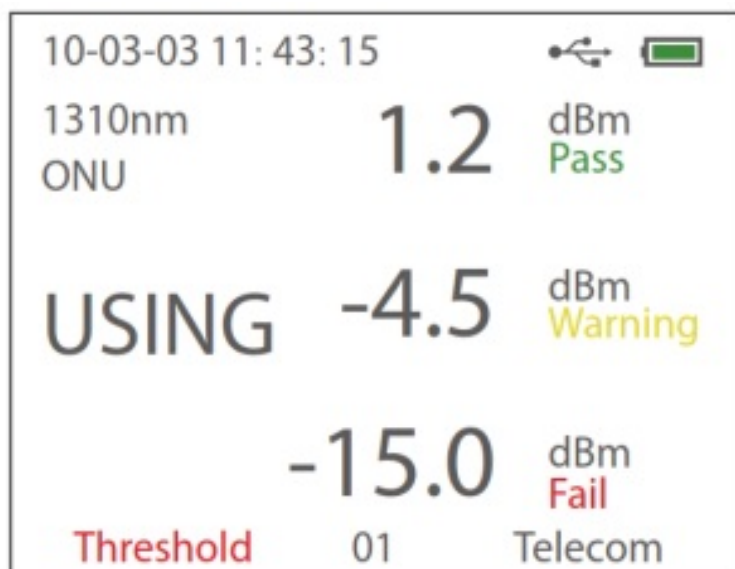 10-03-03 11: 43: 15
1310nm 1.2 dBm
ONU Pass
USING -4.5 dBm
Warning
-15.0 dBm
Fail
Threshold 01 Telecom